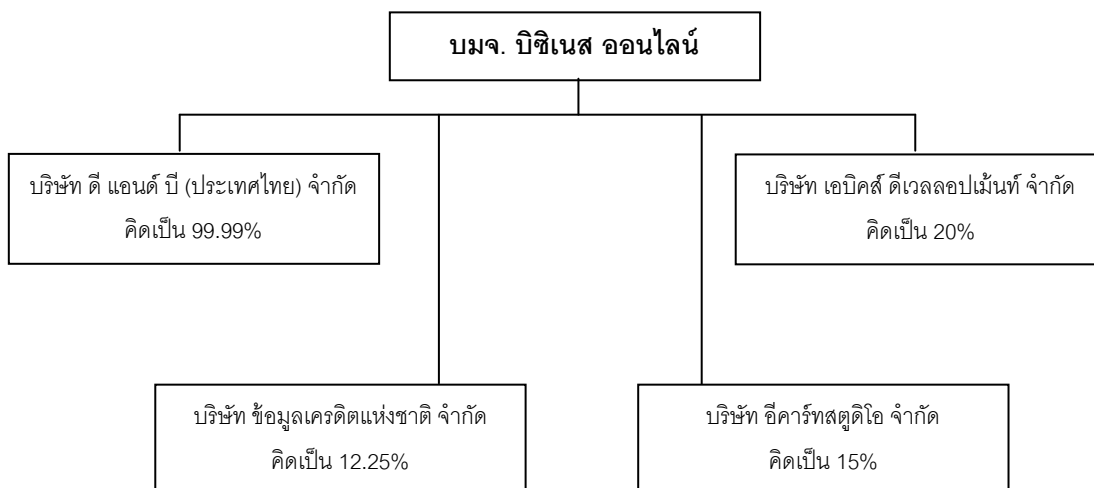 บมจ. บิซิเนส ออนไลน์
บริษัท ดี แอนด์ บี (ประเทศไทย) จำกัด
คิดเป็น 99.99%
บริษัท เอบิคส์ ดีเวลลอปเม้นท์ จำกัด
คิดเป็น 20%
บริษัท ข้อมูลเครดิตแห่งชาติ จำกัด
คิดเป็น 12.25%
บริษัท อีคาร์ทสตูดิโอ จำกัด
คิดเป็น 15%